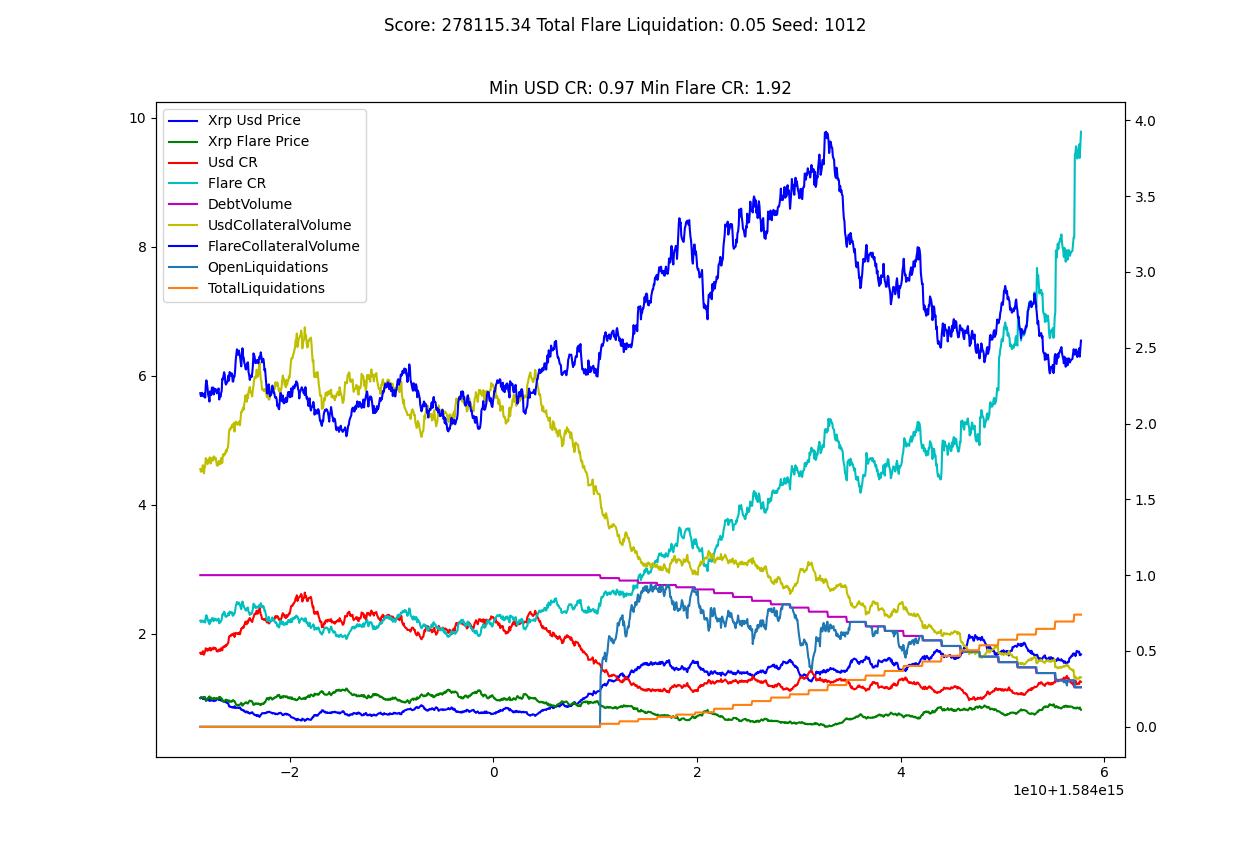 Score: 278115.34 Total Flare Liquidation: 0.05 Seed: 1012
Min USD CR: 0.97 Min Flare CR: 1.92
Xrp Usd Price
Xrp Flare Price
Usd CR
Flare CR
DebtVolume
UsdCollateralVolume
FlareCollateralVolume
OpenLiquidations
TotalLiquidations
10
8
6
4
2
4.0
3.5
3.0
2.5
2.0
1.5
1.0
0.5
0.0
−2 0 2 4 6
1e10+1.584e15